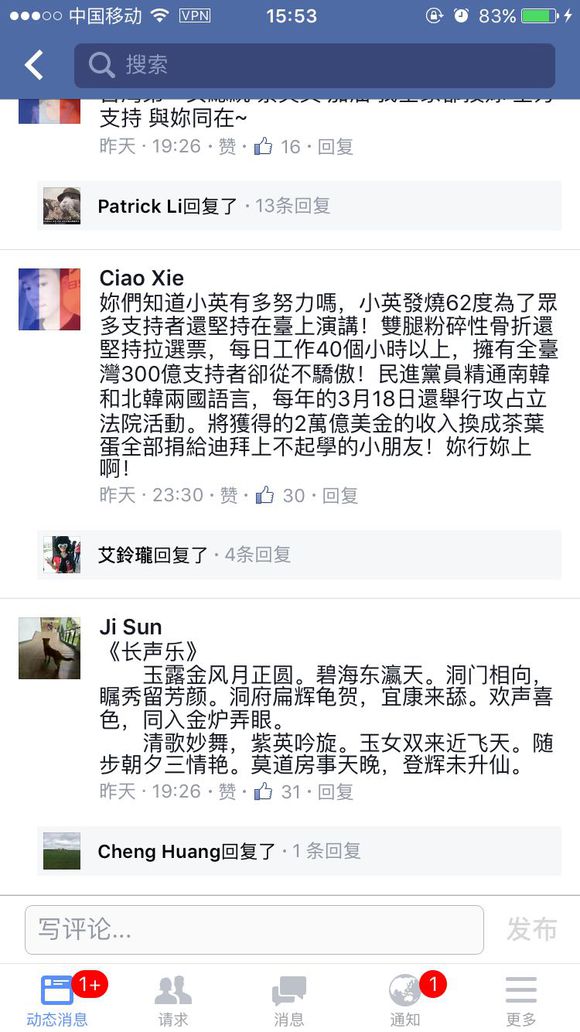 中国移动 VPN 15:53 83%
搜索
支持 與妳同在~
昨天 · 19:26 · 赞 · 16 · 回复
Patrick Li回复了 · 13条回复
Ciao Xie
妳們知道小英有多努力嗎，小英發燒62度為了眾
多支持者還堅持在臺上演講！雙腿粉碎性骨折還
堅持拉選票，每日工作40個小時以上，擁有全臺
灣300億支持者卻從不驕傲！民進黨員精通南韓
和北韓兩國語言，每年的3月18日還舉行攻占立
法院活動。將獲得的2萬億美金的收入換成茶葉
蛋全部捐給迪拜上不起學的小朋友！妳行妳上
啊！
昨天 · 23:30 · 赞 · 30 · 回复
艾鈴瓏回复了 · 4条回复
Ji Sun
《长声乐》
玉露金风月正圆。碧海东瀛天。洞门相向，
瞩秀留芳颜。洞府扁辉龟贺，宜康来舔。欢声喜
色，同入金炉弄眼。
清歌妙舞，紫英吟旋。玉女双来近飞天。随
步朝夕三情艳。莫道房事天晚，登辉未升仙。
昨天 · 19:26 · 赞 · 31 · 回复
Cheng Huang回复了 · 1 条回复
写评论... 发布
1+ 1
动态消息 请求 消息 通知 更多